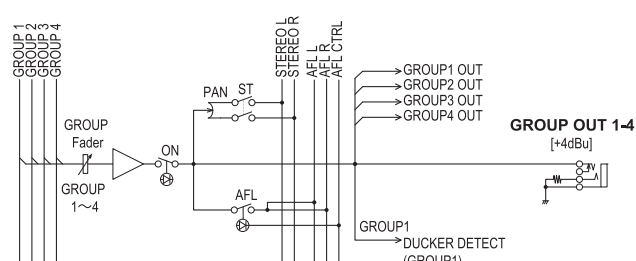 GROUP 1
GROUP 2
GROUP 3
GROUP 4
STEREO L
STEREO R
AFL L
AFL R
AFL CTRL
PAN
ST
GROUP1 OUT
GROUP2 OUT
GROUP3 OUT
GROUP4 OUT
GROUP
Fader
ON
GROUP OUT 1-4
[+4dBu]
GROUP
1～4
AFL
GROUP1
DUCKER DETECT
(GROUP1)